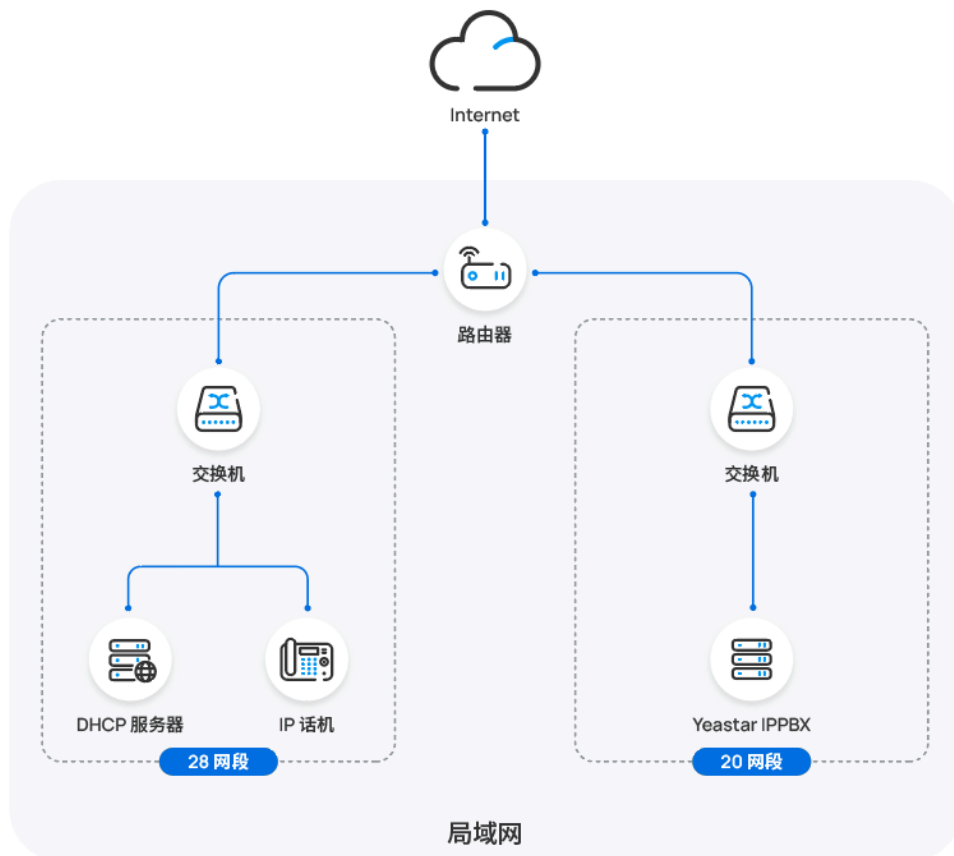 Internet
路由器
交换机
交换机
DHCP 服务器
IP 话机
Yeastar IPPBX
28 网段
20 网段
局域网